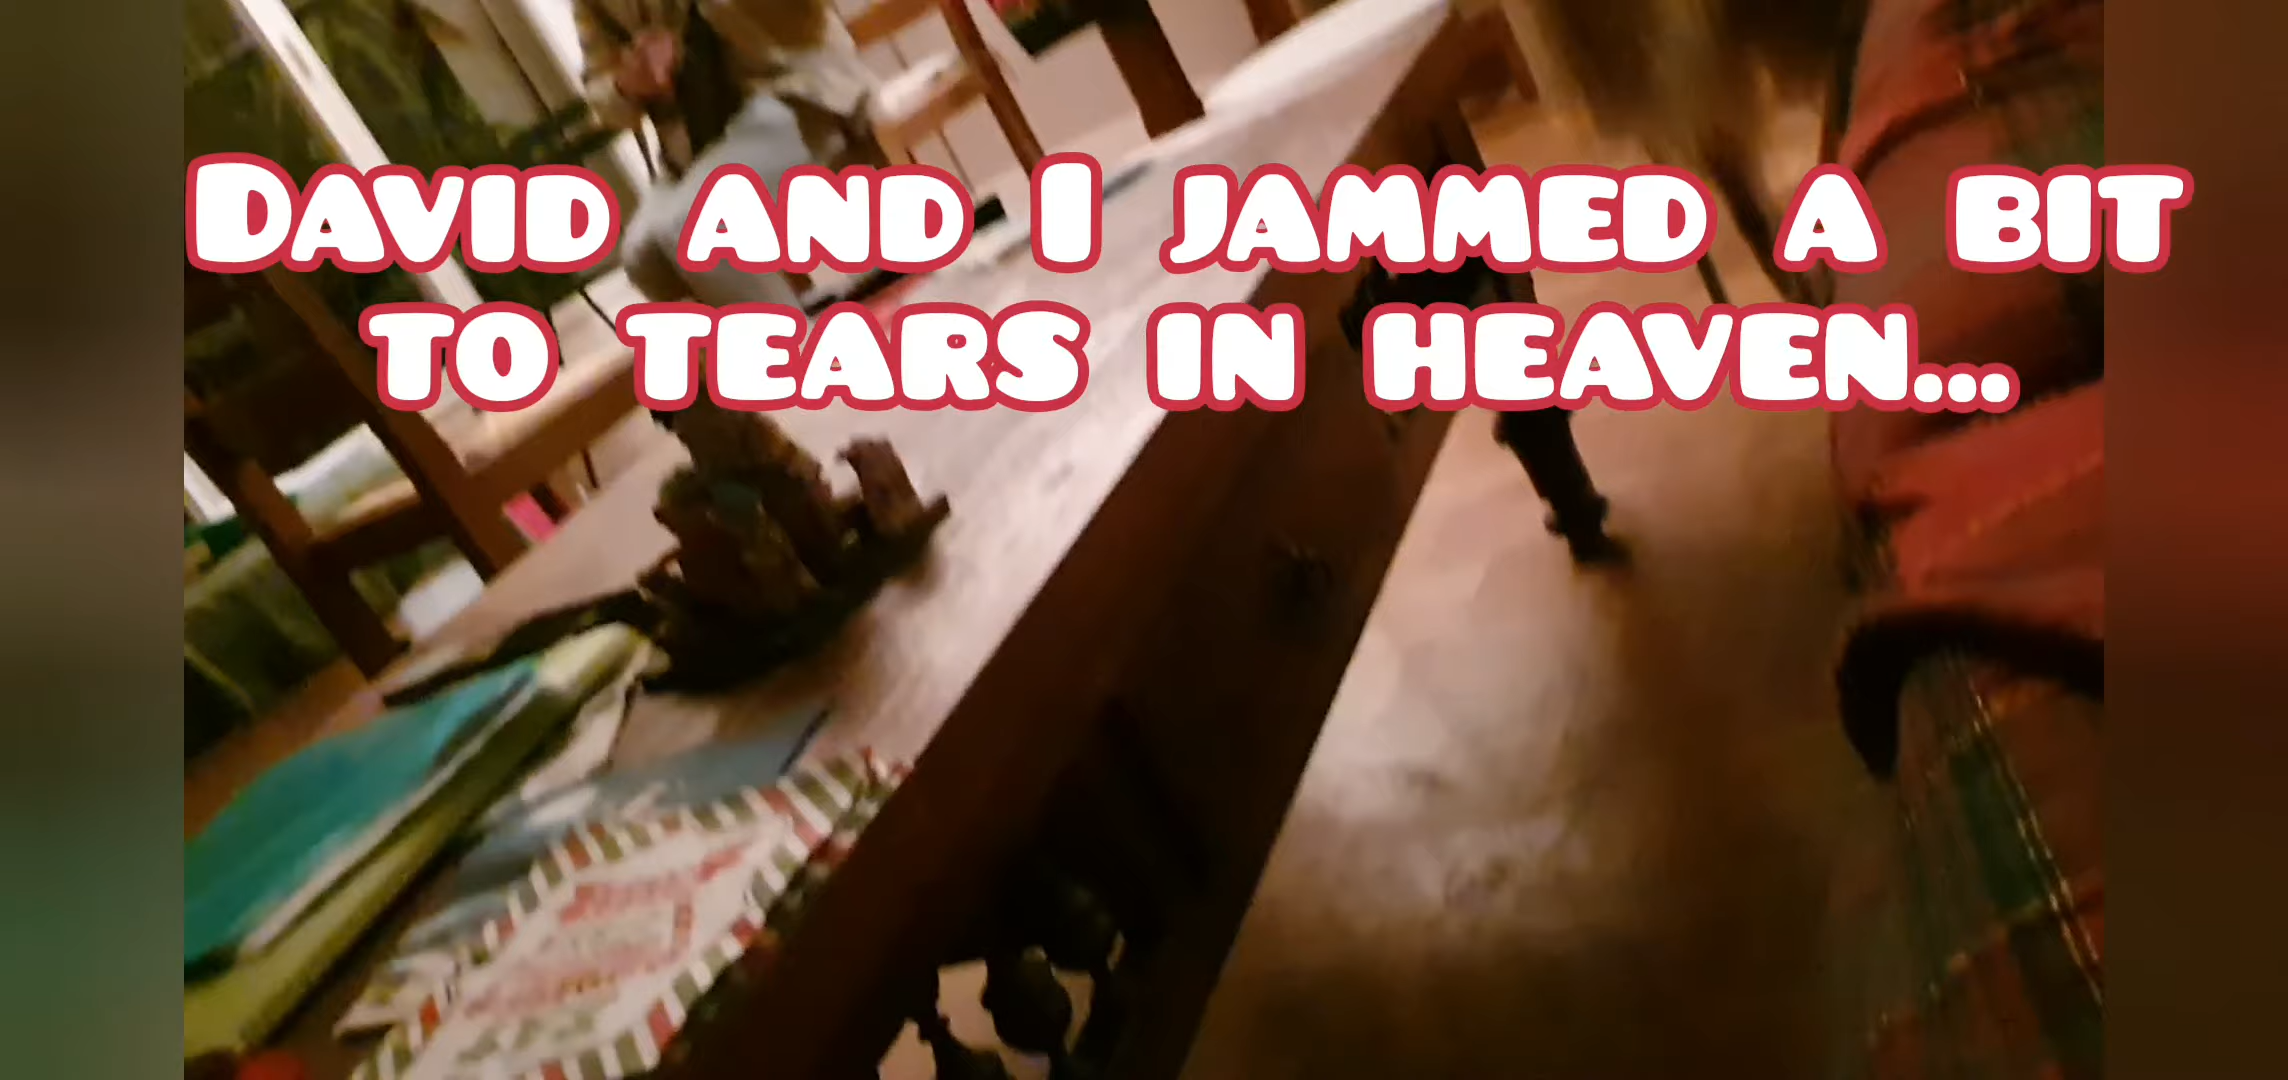 David and I jammed a bit
to tears in heaven...